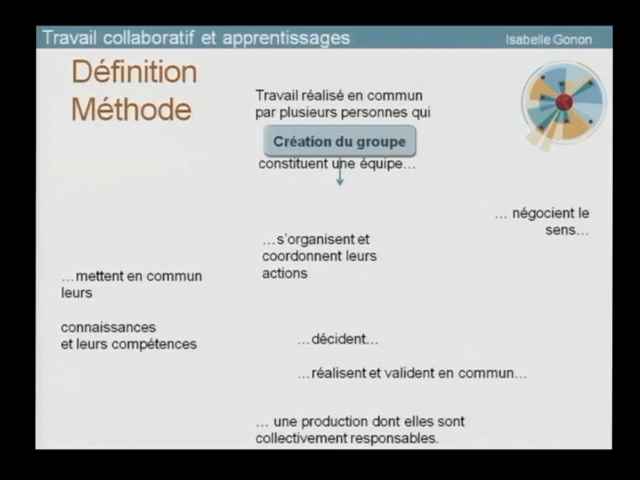 Travail collaboratif et apprentissages
Isabelle Gonon
Définition
Méthode
Travail réalisé en commun
par plusieurs personnes qui
Création du groupe
constituent une équipe…
… négocient le
sens…
…s’organisent et
coordonnent leurs
actions
…mettent en commun
leurs
connaissances
et leurs compétences
…décident…
…réalisent et valident en commun…
… une production dont elles sont
collectivement responsables.